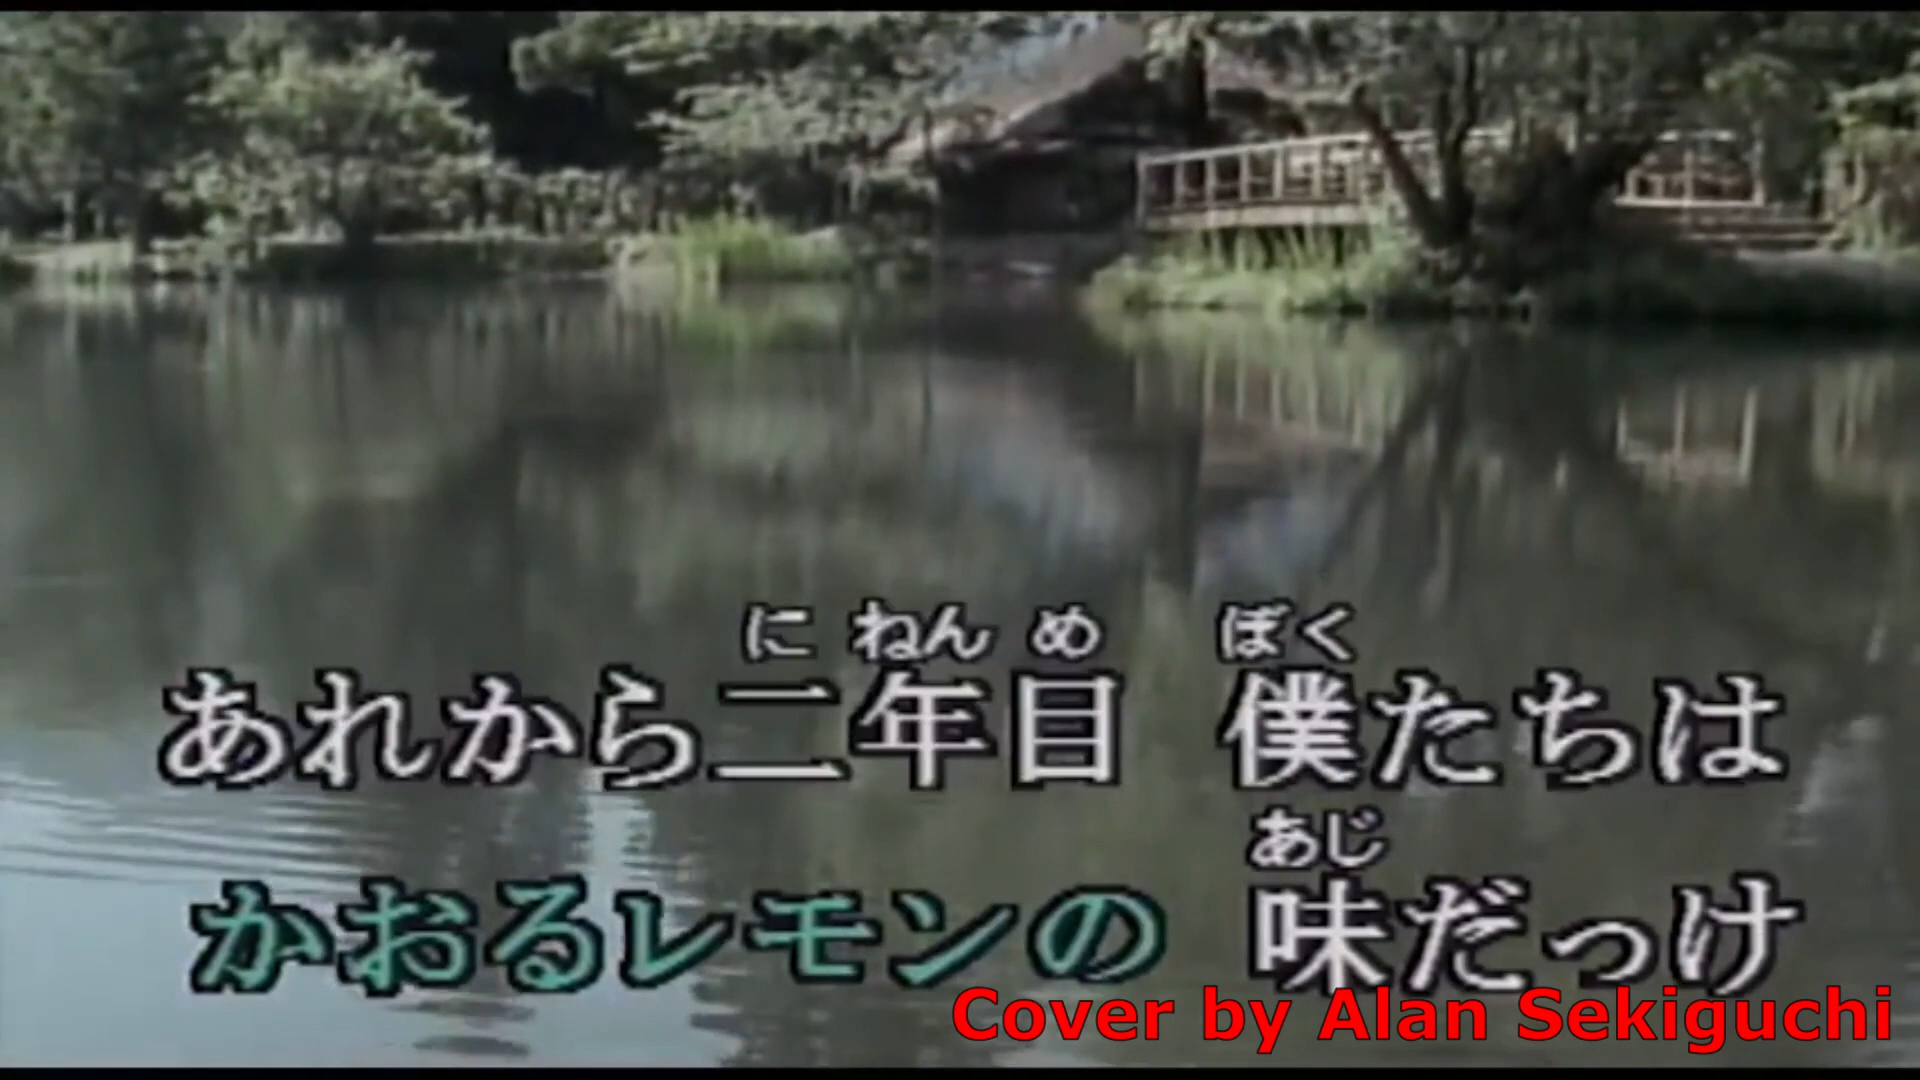 に ねん め ぼく
あれから二年目 僕たちは
あじ
かおるレモンの 味だっけ
Cover by Alan Sekiguchi